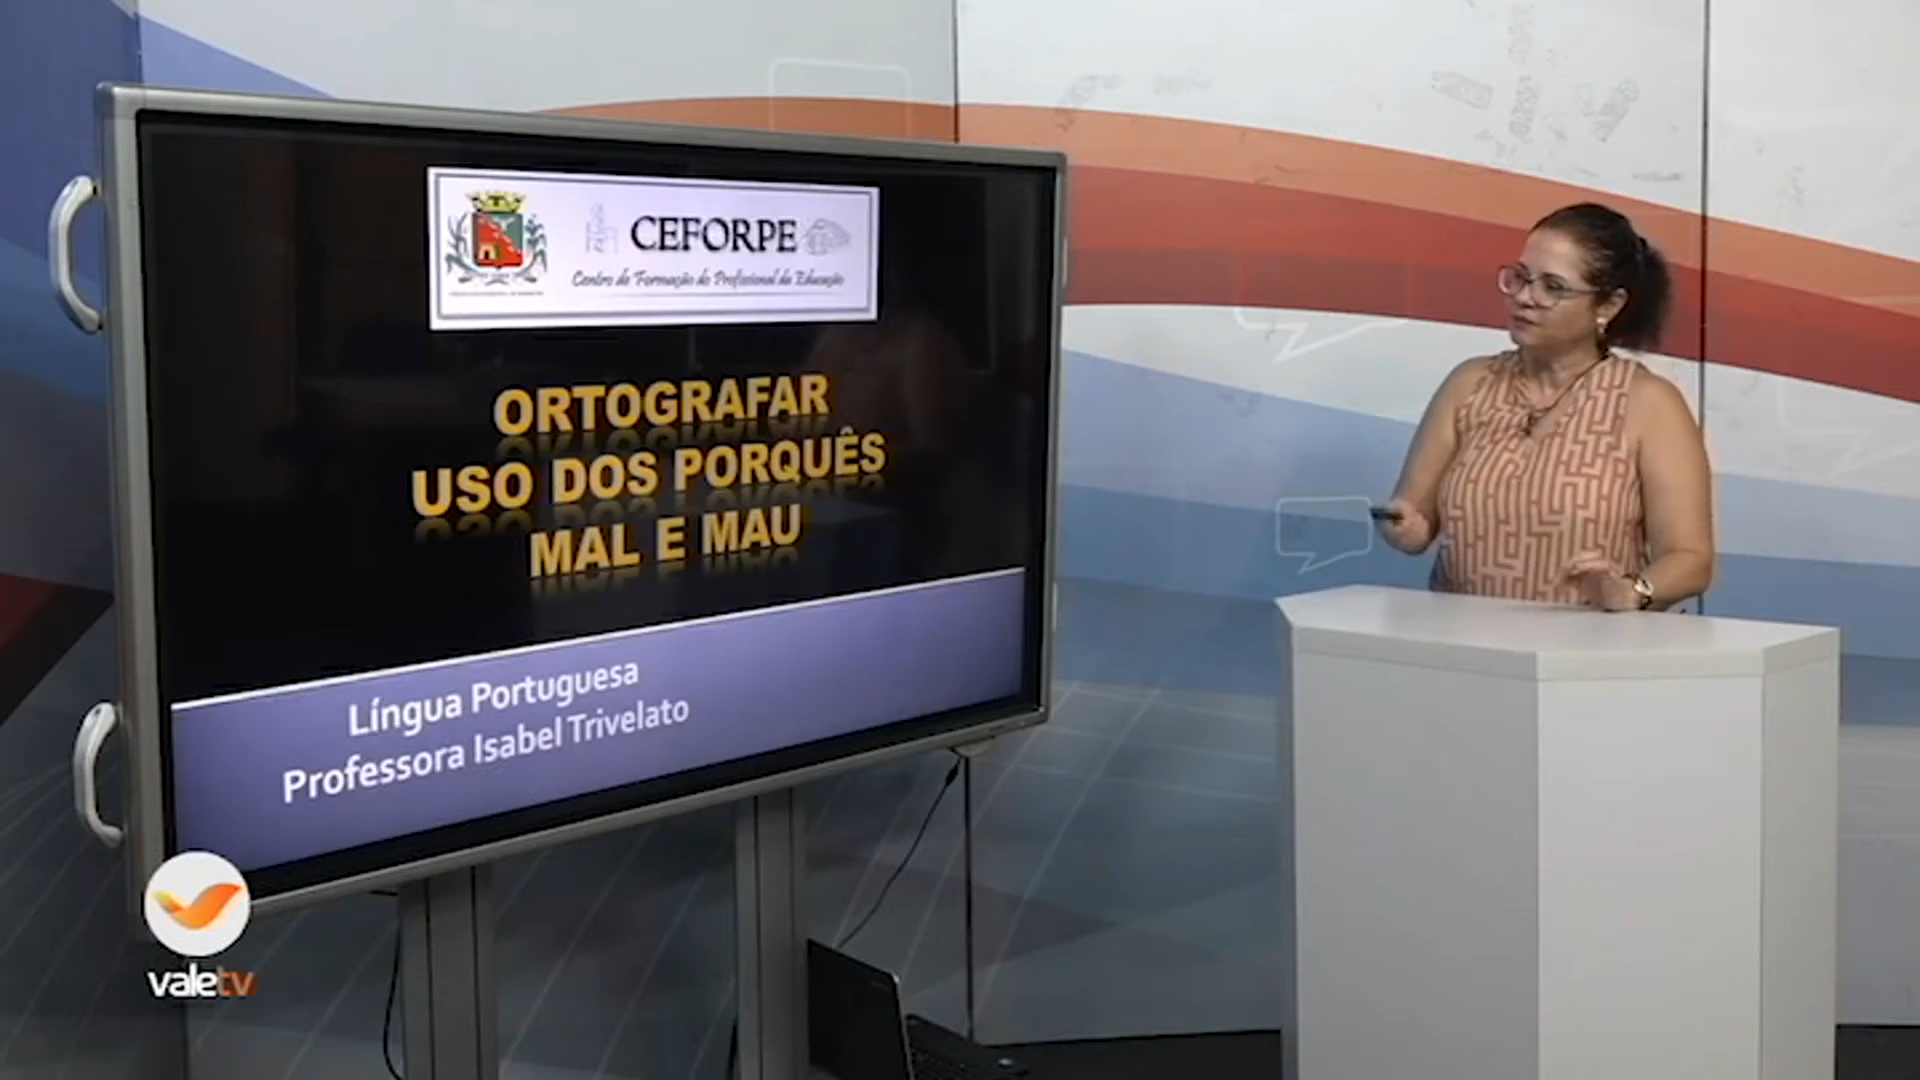 CEFORPE
Centro de Formação do Profissional da Educação
ORTOGRAFAR
USO DOS PORQUÊS
MAL E MAU
Língua Portuguesa
Professora Isabel Trivelato
valetv